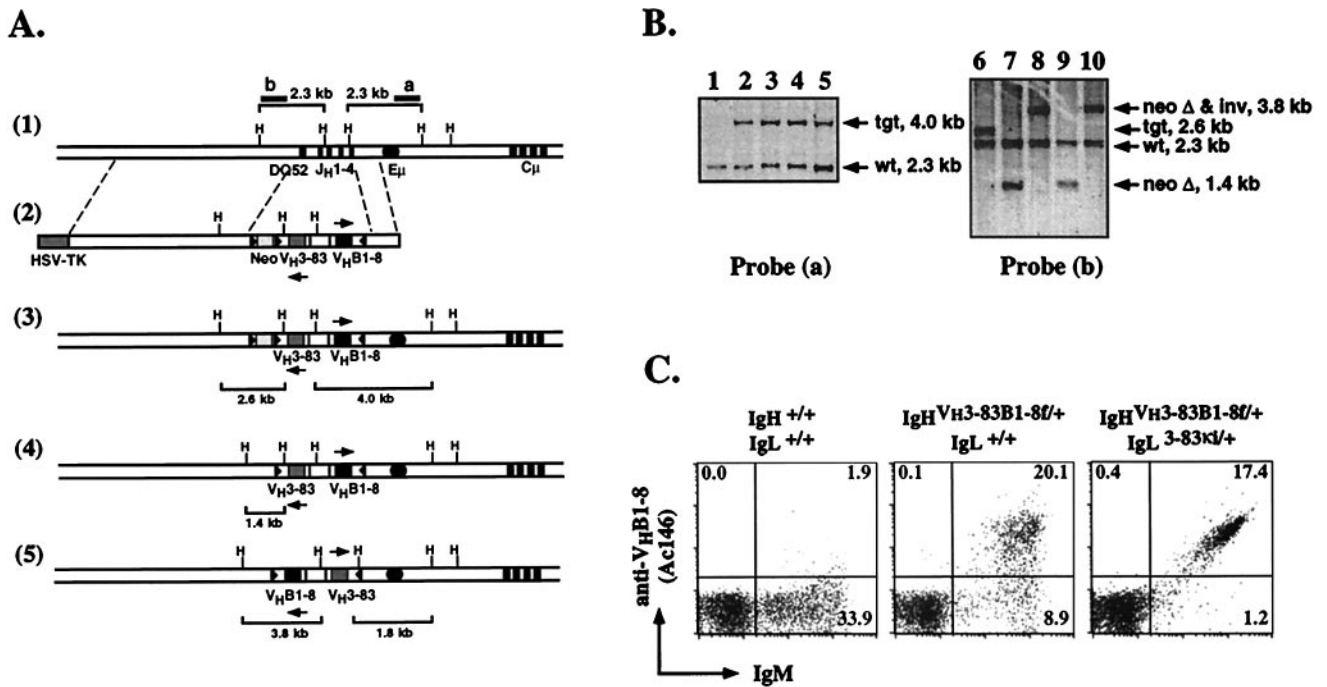 A.
b
2.3 kb
2.3 kb
a
(1)
H
H
H
H
H
DQ52
JH1-4
Eμ
Cμ
(2)
H
H
H
HSV-TK
Neo
VH3-83
VHB1-8
(3)
H
H
H
H
H
VH3-83
VHB1-8
2.6 kb
4.0 kb
(4)
H
H
H
H
H
VH3-83
VHB1-8
1.4 kb
(5)
H
H
H
H
H
VHB1-8
VH3-83
3.8 kb
1.8 kb
B.
1 2 3 4 5
tgt, 4.0 kb
wt, 2.3 kb
Probe (a)
6 7 8 9 10
neo Δ & inv, 3.8 kb
tgt, 2.6 kb
wt, 2.3 kb
neo Δ, 1.4 kb
Probe (b)
C.
IgH +/+
IgL +/+
IgH VH3-83B1-8f/+
IgL +/+
IgH VH3-83B1-8f/+
IgL 3-83κi/+
0.0
1.9
33.9
0.1
20.1
8.9
0.4
17.4
1.2
anti-VHB1-8
(Ac146)
IgM